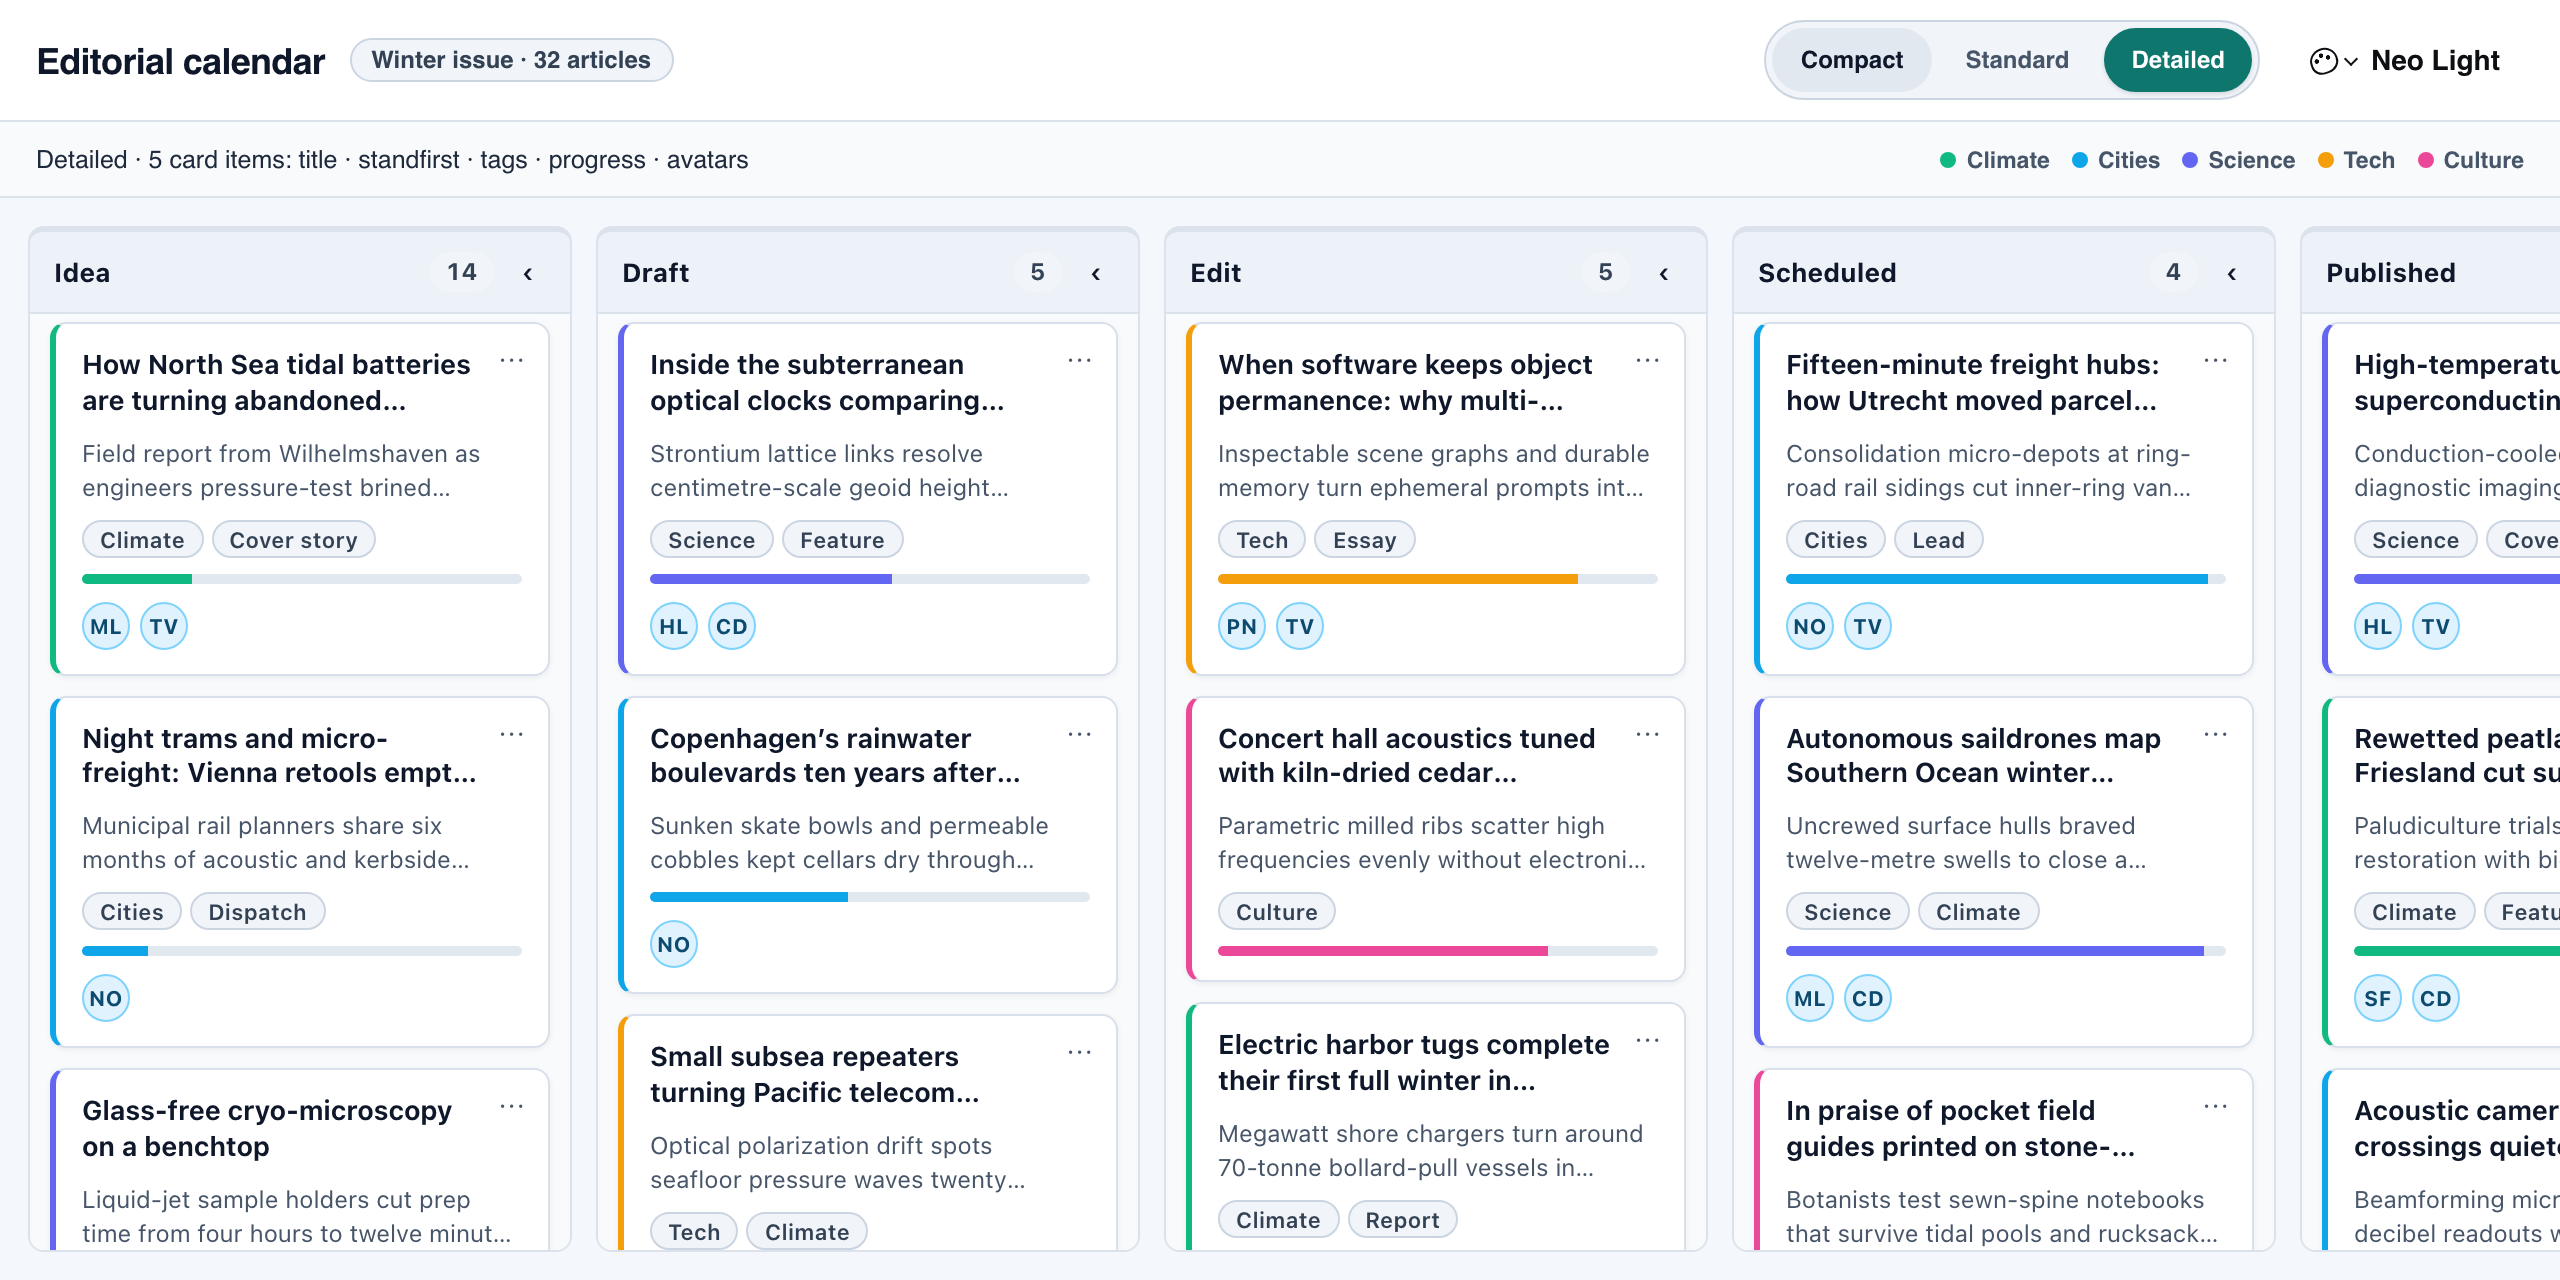 Editorial calendar
Winter issue · 32 articles
Compact
Standard
Detailed
Neo Light
Detailed · 5 card items: title · standfirst · tags · progress · avatars
Climate
Cities
Science
Tech
Culture
Idea
14
How North Sea tidal batteries
are turning abandoned...
Field report from Wilhelmshaven as
engineers pressure-test brined...
Climate
Cover story
ML
TV
Night trams and micro-
freight: Vienna retools empt...
Municipal rail planners share six
months of acoustic and kerbside...
Cities
Dispatch
NO
Glass-free cryo-microscopy
on a benchtop
Liquid-jet sample holders cut prep
time from four hours to twelve minut...
Draft
5
Inside the subterranean
optical clocks comparing...
Strontium lattice links resolve
centimetre-scale geoid height...
Science
Feature
HL
CD
Copenhagen’s rainwater
boulevards ten years after...
Sunken skate bowls and permeable
cobbles kept cellars dry through...
NO
Small subsea repeaters
turning Pacific telecom...
Optical polarization drift spots
seafloor pressure waves twenty...
Tech
Climate
Edit
5
When software keeps object
permanence: why multi-...
Inspectable scene graphs and durable
memory turn ephemeral prompts int...
Tech
Essay
PN
TV
Concert hall acoustics tuned
with kiln-dried cedar...
Parametric milled ribs scatter high
frequencies evenly without electroni...
Culture
Electric harbor tugs complete
their first full winter in...
Megawatt shore chargers turn around
70-tonne bollard-pull vessels in...
Climate
Report
Scheduled
4
Fifteen-minute freight hubs:
how Utrecht moved parcel...
Consolidation micro-depots at ring-
road rail sidings cut inner-ring van...
Cities
Lead
NO
TV
Autonomous saildrones map
Southern Ocean winter...
Uncrewed surface hulls braved
twelve-metre swells to close a...
Science
Climate
ML
CD
In praise of pocket field
guides printed on stone-...
Botanists test sewn-spine notebooks
that survive tidal pools and rucksack...
Published
High-temperatu
superconductin
Conduction-coole
diagnostic imaging
Science
Cove
HL
TV
Rewetted peatla
Friesland cut su
Paludiculture trials
restoration with bi
Climate
Featu
SF
CD
Acoustic camer
crossings quiet
Beamforming micr
decibel readouts w